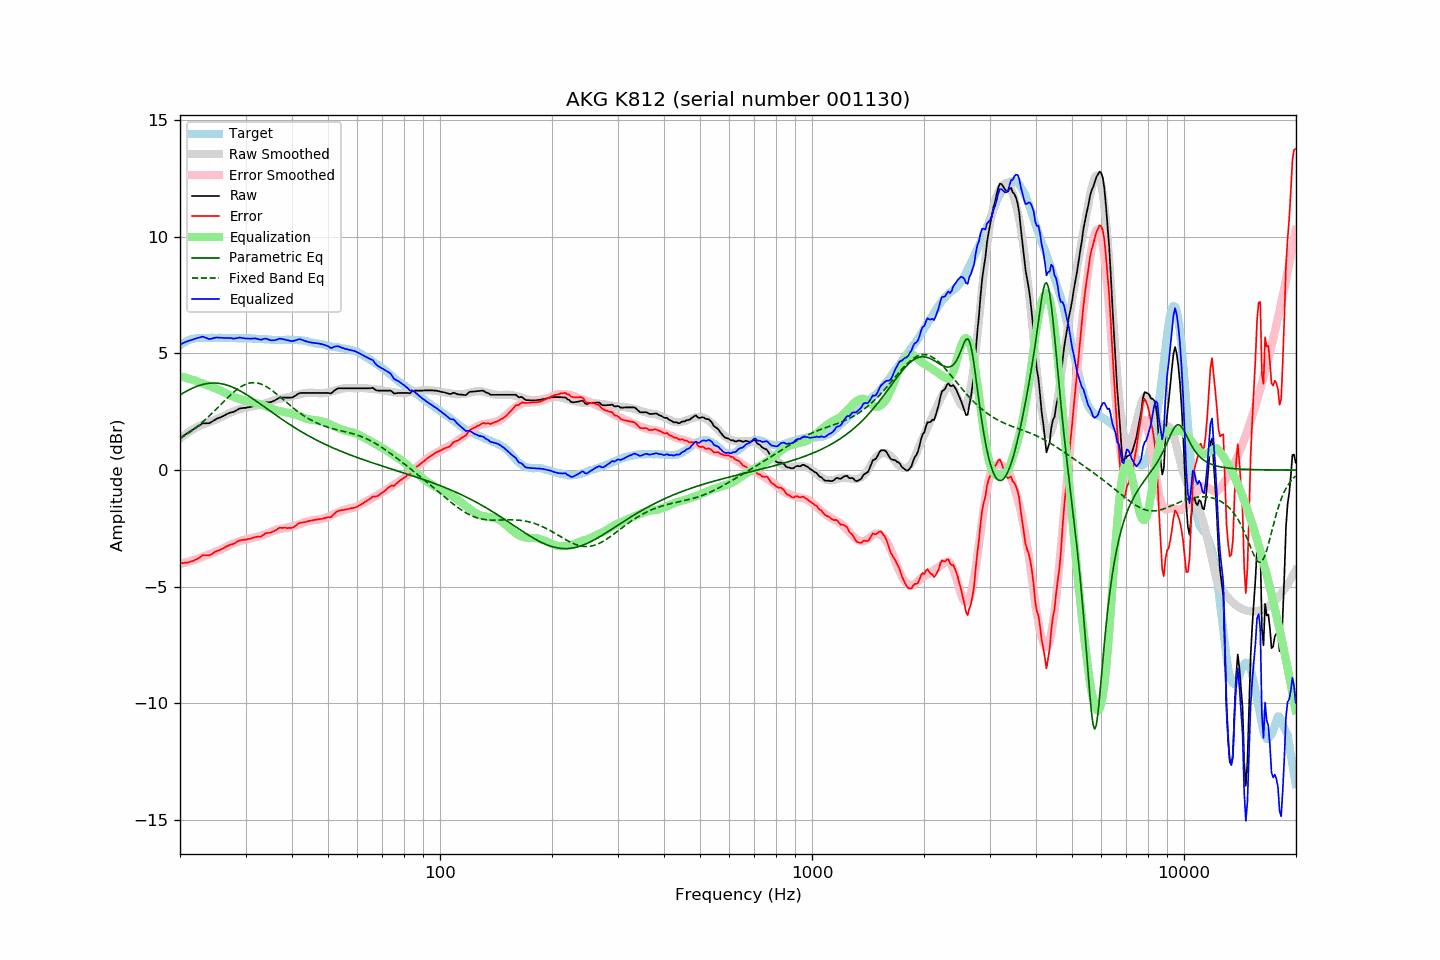 AKG K812 (serial number 001130)
Target
Raw Smoothed
Error Smoothed
Raw
Error
Equalization
Parametric Eq
Fixed Band Eq
Equalized
Amplitude (dBr)
15
10
5
0
−5
−10
−15
100
1000
10000
Frequency (Hz)